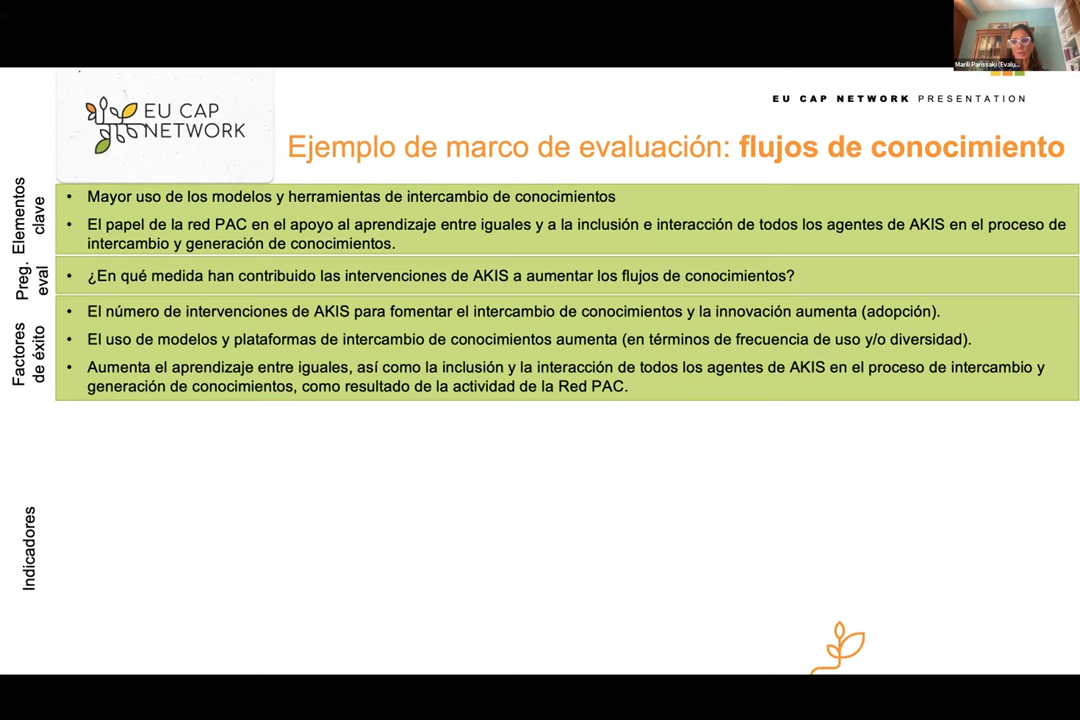 Marili Parissaki (Evalu...
EU CAP NETWORK PRESENTATION
EU CAP
NETWORK
Ejemplo de marco de evaluación: flujos de conocimiento
Elementos
clave
• Mayor uso de los modelos y herramientas de intercambio de conocimientos
• El papel de la red PAC en el apoyo al aprendizaje entre iguales y a la inclusión e interacción de todos los agentes de AKIS en el proceso de
intercambio y generación de conocimientos.
Preg.
eval
• ¿En qué medida han contribuido las intervenciones de AKIS a aumentar los flujos de conocimientos?
Factores
de éxito
• El número de intervenciones de AKIS para fomentar el intercambio de conocimientos y la innovación aumenta (adopción).
• El uso de modelos y plataformas de intercambio de conocimientos aumenta (en términos de frecuencia de uso y/o diversidad).
• Aumenta el aprendizaje entre iguales, así como la inclusión y la interacción de todos los agentes de AKIS en el proceso de intercambio y
generación de conocimientos, como resultado de la actividad de la Red PAC.
Indicadores